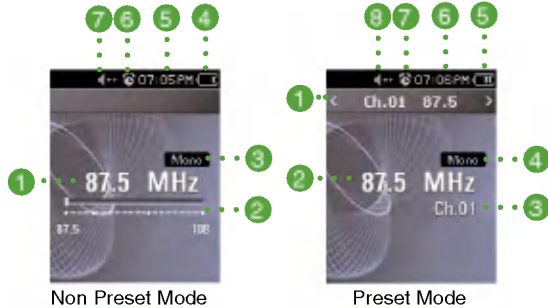 7 6 5 4
07:05PM
Mono 3
1 87.5 MHz
2
87.5 108
Non Preset Mode
8 7 6 5
07:06PM
1 < Ch.01 87.5 >
Mono 4
2 87.5 MHz
Ch.01 3
Preset Mode